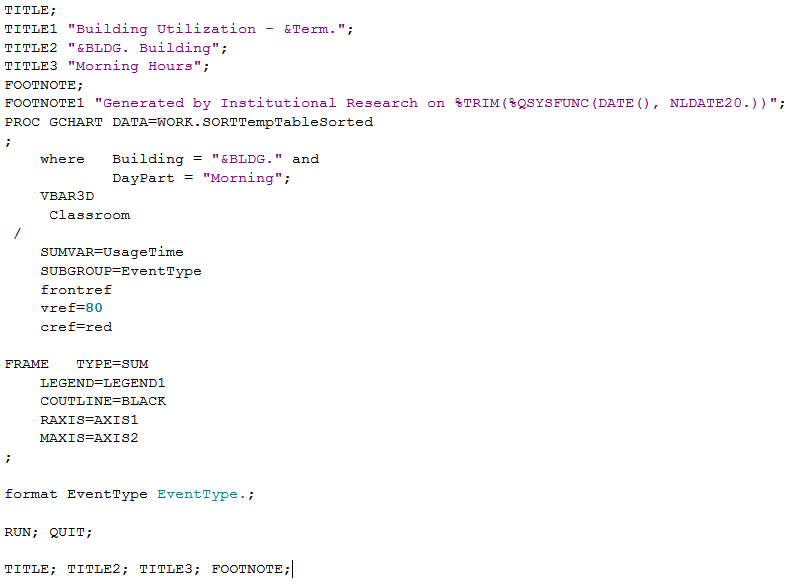 TITLE;
TITLE1 "Building Utilization - &Term.";
TITLE2 "&BLDG. Building";
TITLE3 "Morning Hours";
FOOTNOTE;
FOOTNOTE1 "Generated by Institutional Research on %TRIM(%QSYSFUNC(DATE(), NLDATE20.))";
PROC GCHART DATA=WORK.SORTTempTableSorted
;
    where   Building = "&BLDG." and
            DayPart = "Morning";
    VBAR3D
     Classroom
 /
    SUMVAR=UsageTime
    SUBGROUP=EventType
    frontref
    vref=80
    cref=red
FRAME   TYPE=SUM
    LEGEND=LEGEND1
    COUTLINE=BLACK
    RAXIS=AXIS1
    MAXIS=AXIS2
;
format EventType EventType.;
RUN; QUIT;
TITLE; TITLE2; TITLE3; FOOTNOTE;